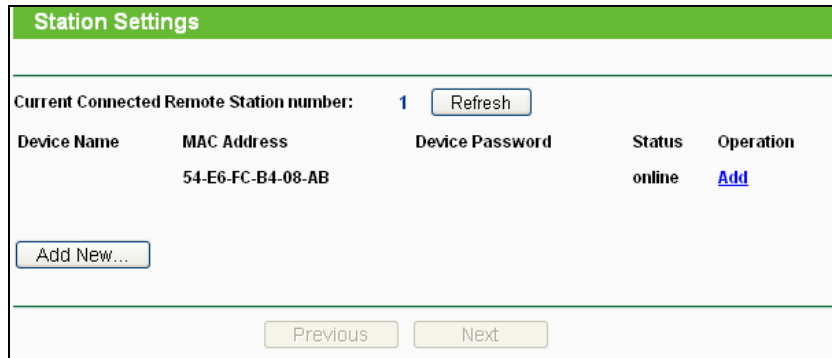 Station Settings
Current Connected Remote Station number: 1 Refresh
Device Name MAC Address Device Password Status Operation
54-E6-FC-B4-08-AB online Add
Add New...
Previous Next